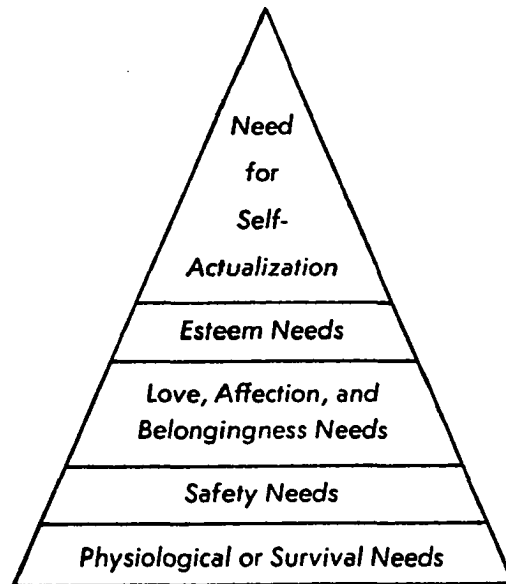 Need
for
Self-
Actualization
Esteem Needs
Love, Affection, and
Belongingness Needs
Safety Needs
Physiological or Survival Needs